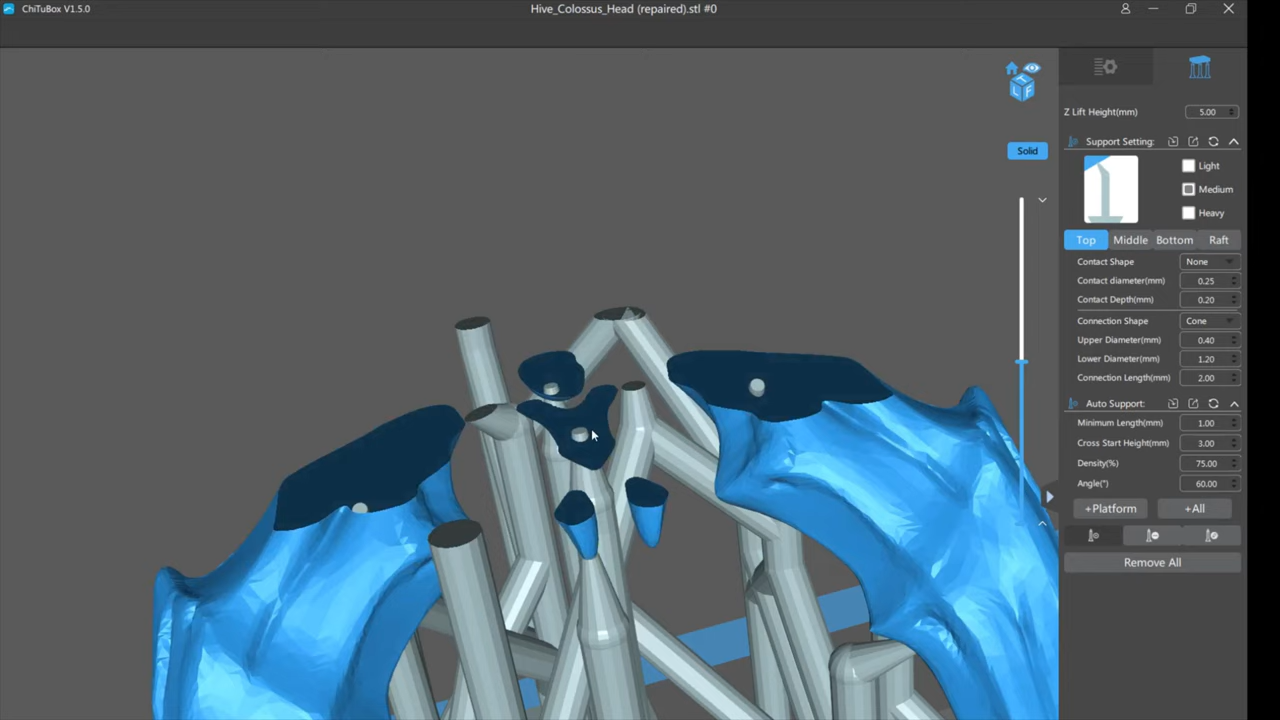 ChiTuBox V1.5.0
Hive_Colossus_Head (repaired).stl #0
Z Lift Height(mm) 5.00
Solid
Support Setting:
Light
Medium
Heavy
Top Middle Bottom Raft
Contact Shape None
Contact diameter(mm) 0.25
Contact Depth(mm) 0.20
Connection Shape Cone
Upper Diameter(mm) 0.40
Lower Diameter(mm) 1.20
Connection Length(mm) 2.00
Auto Support:
Minimum Length(mm) 1.00
Cross Start Height(mm) 3.00
Density(%) 75.00
Angle(°) 60.00
+Platform +All
Remove All
T
L F